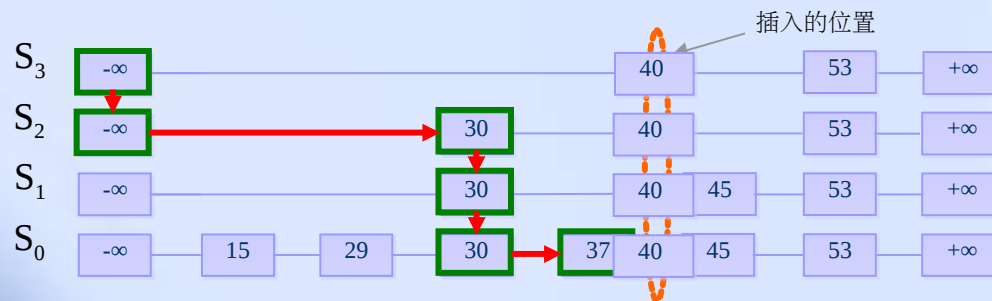 插入的位置
S3 -∞ 40 53 +∞
S2 -∞ 30 40 53 +∞
S1 -∞ 30 40 45 53 +∞
S0 -∞ 15 29 30 37 40 45 53 +∞